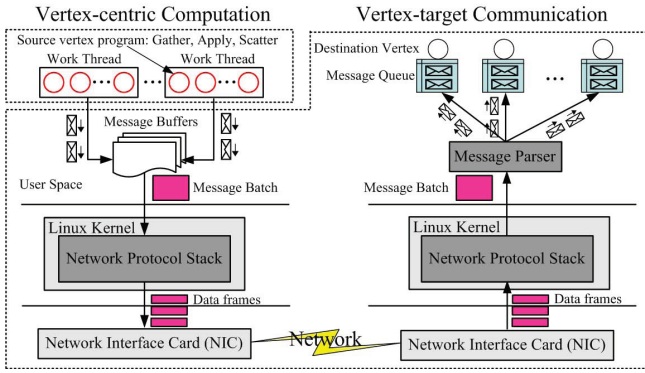 Vertex-centric Computation
Source vertex program: Gather, Apply, Scatter
Work Thread
Work Thread
Message Buffers
User Space
Message Batch
Linux Kernel
Network Protocol Stack
Data frames
Network Interface Card (NIC)
Network
Vertex-target Communication
Destination Vertex
Message Queue
Message Parser
Message Batch
Linux Kernel
Network Protocol Stack
Data frames
Network Interface Card (NIC)